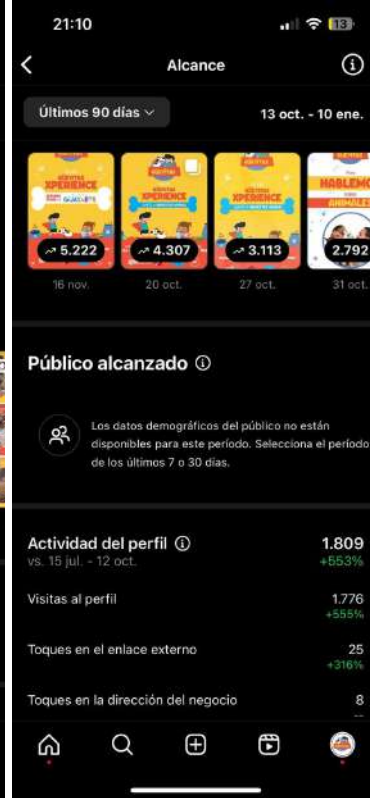 21:10
13
Alcance
Últimos 90 días
13 oct. - 10 ene.
XPERIENCE
XPERIENCE
XPERIENCE
HABLEMO
ANIMALES
5.222
4.307
3.113
2.792
16 nov.
20 oct.
27 oct.
31 oct.
Público alcanzado
Los datos demográficos del público no están
disponibles para este período. Selecciona el período
de los últimos 7 o 30 días.
Actividad del perfil
1.809
vs. 15 jul. - 12 oct.
+553%
Visitas al perfil
1.776
+555%
Toques en el enlace externo
25
+316%
Toques en la dirección del negocio
8
--